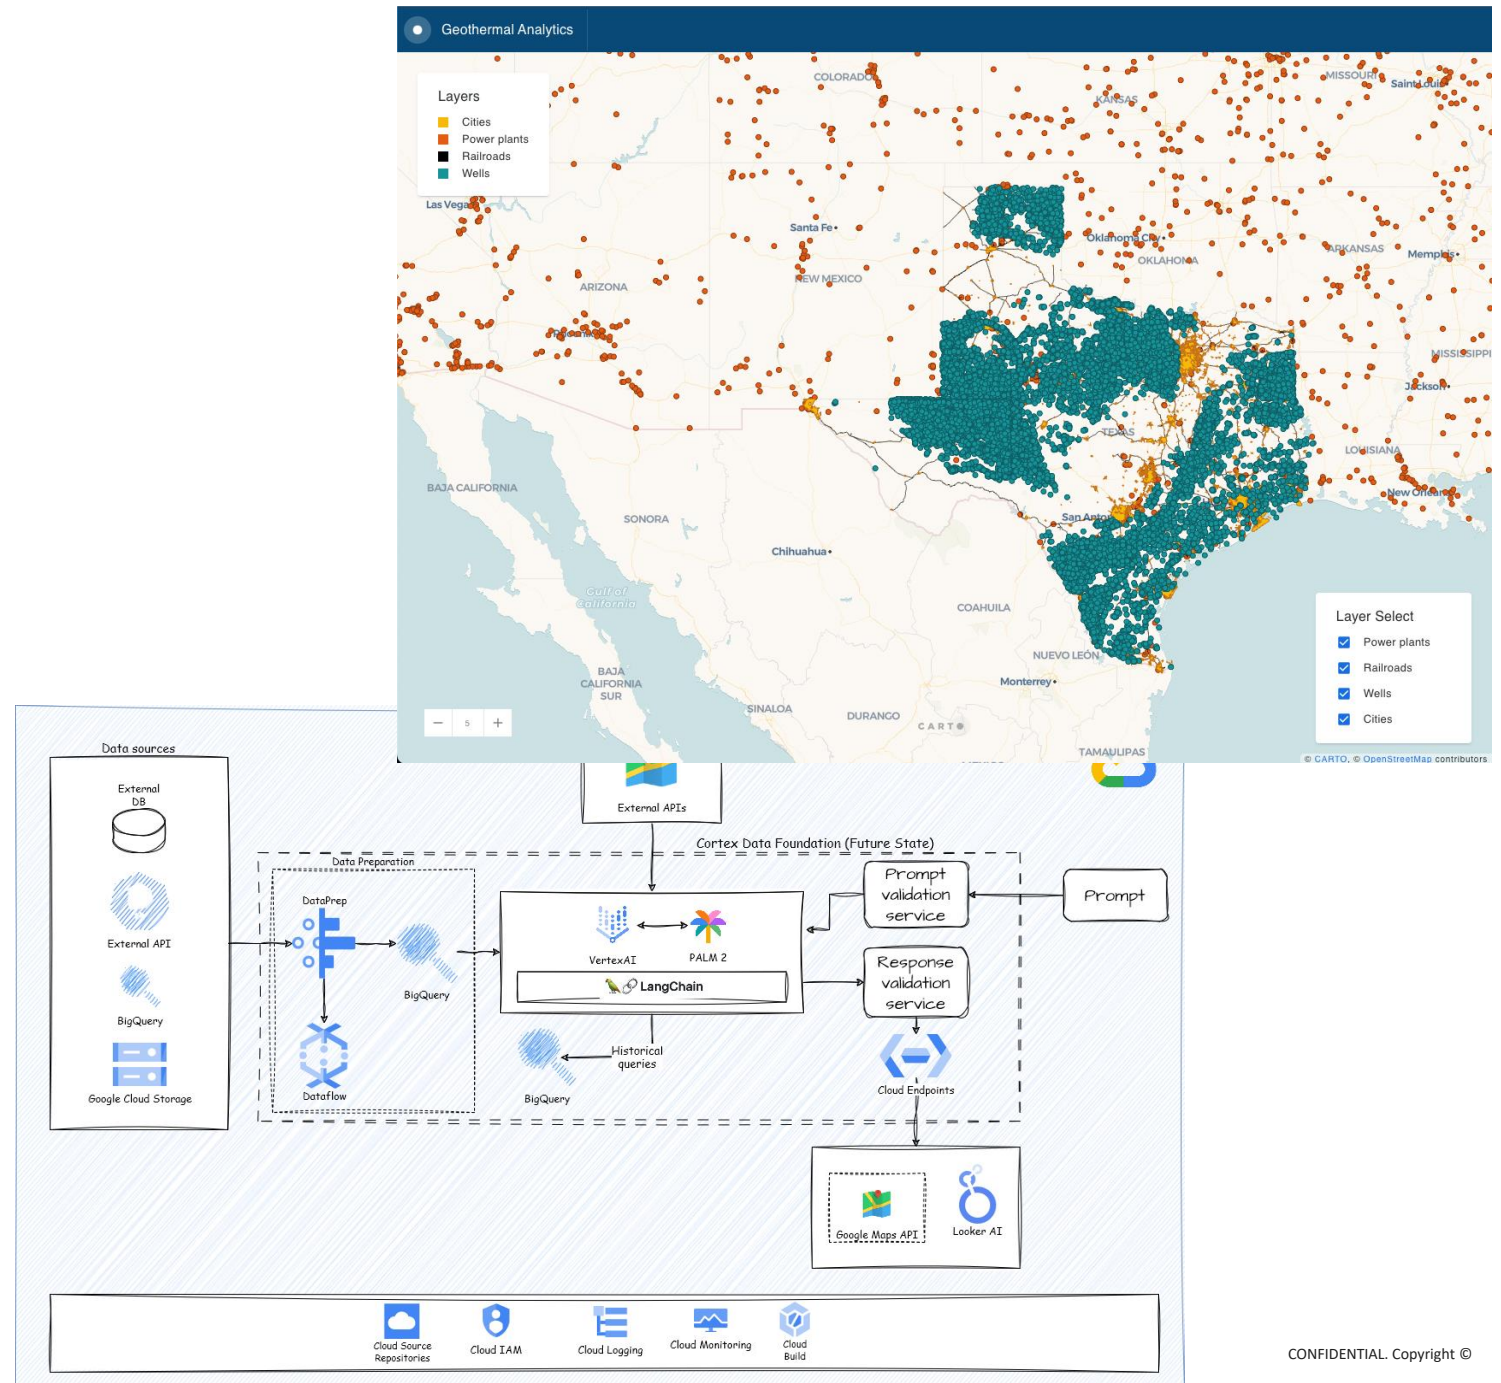 Geothermal Analytics
Layers
Cities
Power plants
Railroads
Wells
COLORADO
KANSAS
MISSOURI
Saint Louis
Las Vegas
Santa Fe
Oklahoma City
OKLAHOMA
ARKANSAS
Memphis
ARIZONA
NEW MEXICO
MISSISSIPPI
Jackson
TEXAS
LOUISIANA
New Orleans
BAJA CALIFORNIA
SONORA
San Antonio
Chihuahua
Gulf of
California
COAHUILA
NUEVO LEÓN
Monterrey
BAJA
CALIFORNIA
SUR
SINALOA
DURANGO
CARTO
TAMAULIPAS
5
Layer Select
Power plants
Railroads
Wells
Cities
© CARTO, © OpenStreetMap contributors
Data sources
External
DB
External API
BigQuery
Google Cloud Storage
External APIs
Cortex Data Foundation (Future State)
Data Preparation
DataPrep
BigQuery
Dataflow
VertexAI
PALM 2
LangChain
Historical
queries
BigQuery
Prompt
validation
service
Prompt
Response
validation
service
Cloud Endpoints
Google Maps API
Looker AI
Cloud Source
Repositories
Cloud IAM
Cloud Logging
Cloud Monitoring
Cloud
Build
CONFIDENTIAL. Copyright ©